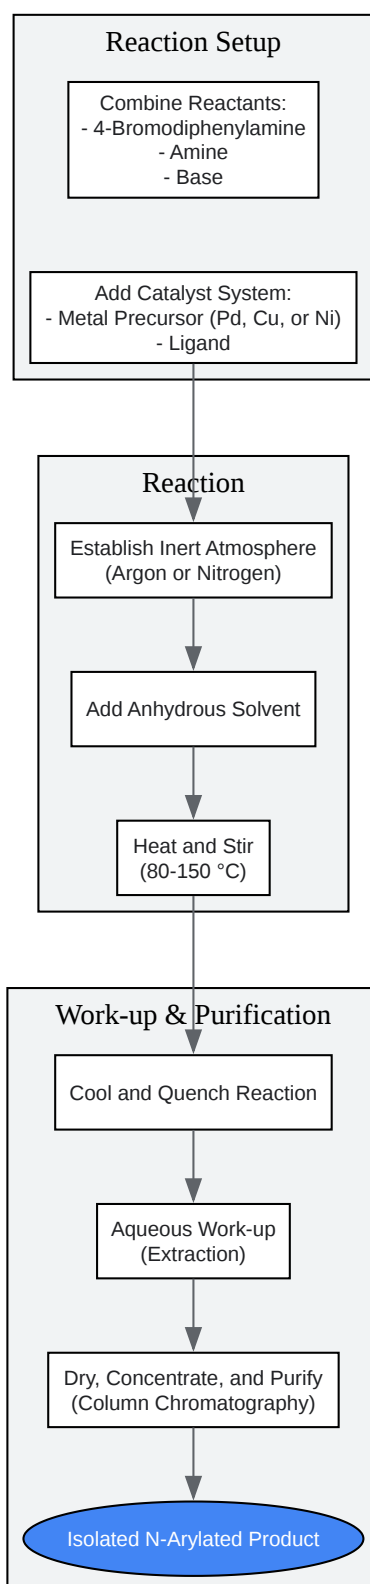 Reaction Setup
Combine Reactants:
- 4-Bromodiphenylamine
- Amine
- Base
Add Catalyst System:
- Metal Precursor (Pd, Cu, or Ni)
- Ligand
Reaction
Establish Inert Atmosphere
(Argon or Nitrogen)
Add Anhydrous Solvent
Heat and Stir
(80-150 °C)
Work-up & Purification
Cool and Quench Reaction
Aqueous Work-up
(Extraction)
Dry, Concentrate, and Purify
(Column Chromatography)
Isolated N-Arylated Product